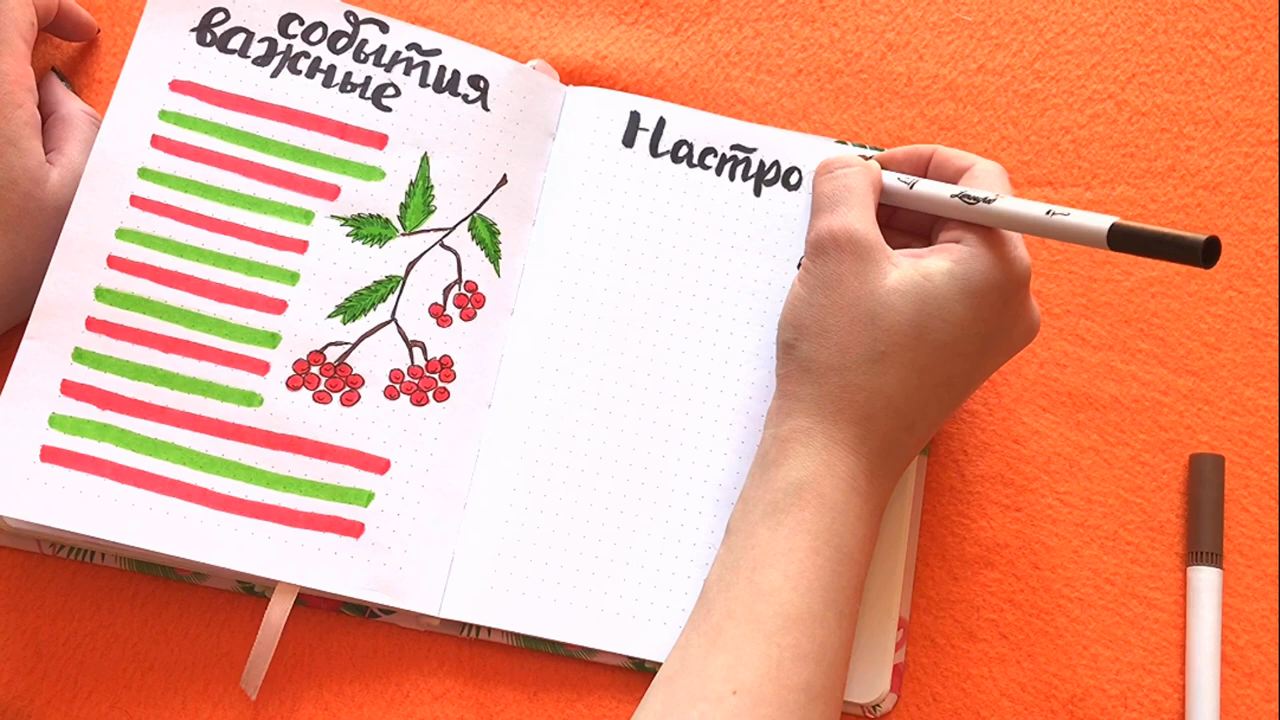 события
важные
Настро